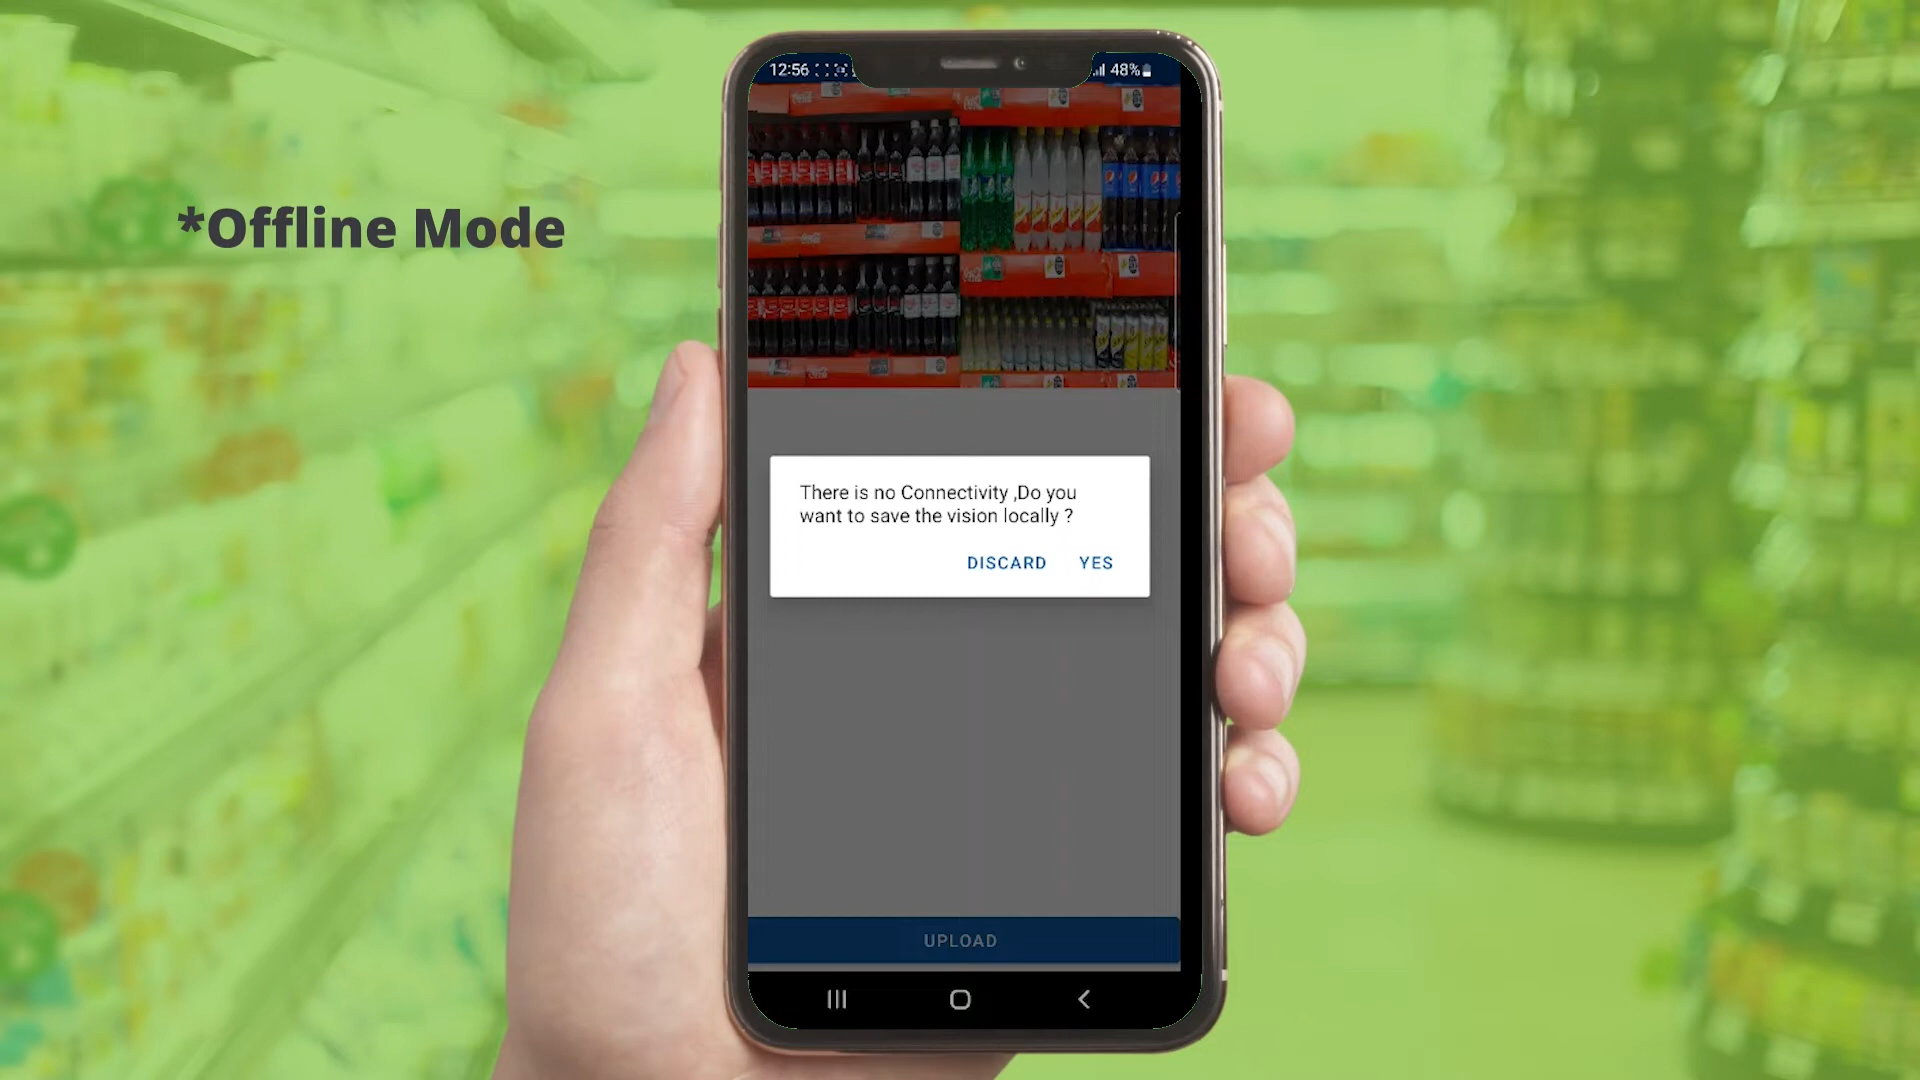 *Offline Mode
12:56
48%
There is no Connectivity ,Do you
want to save the vision locally ?
DISCARD YES
UPLOAD